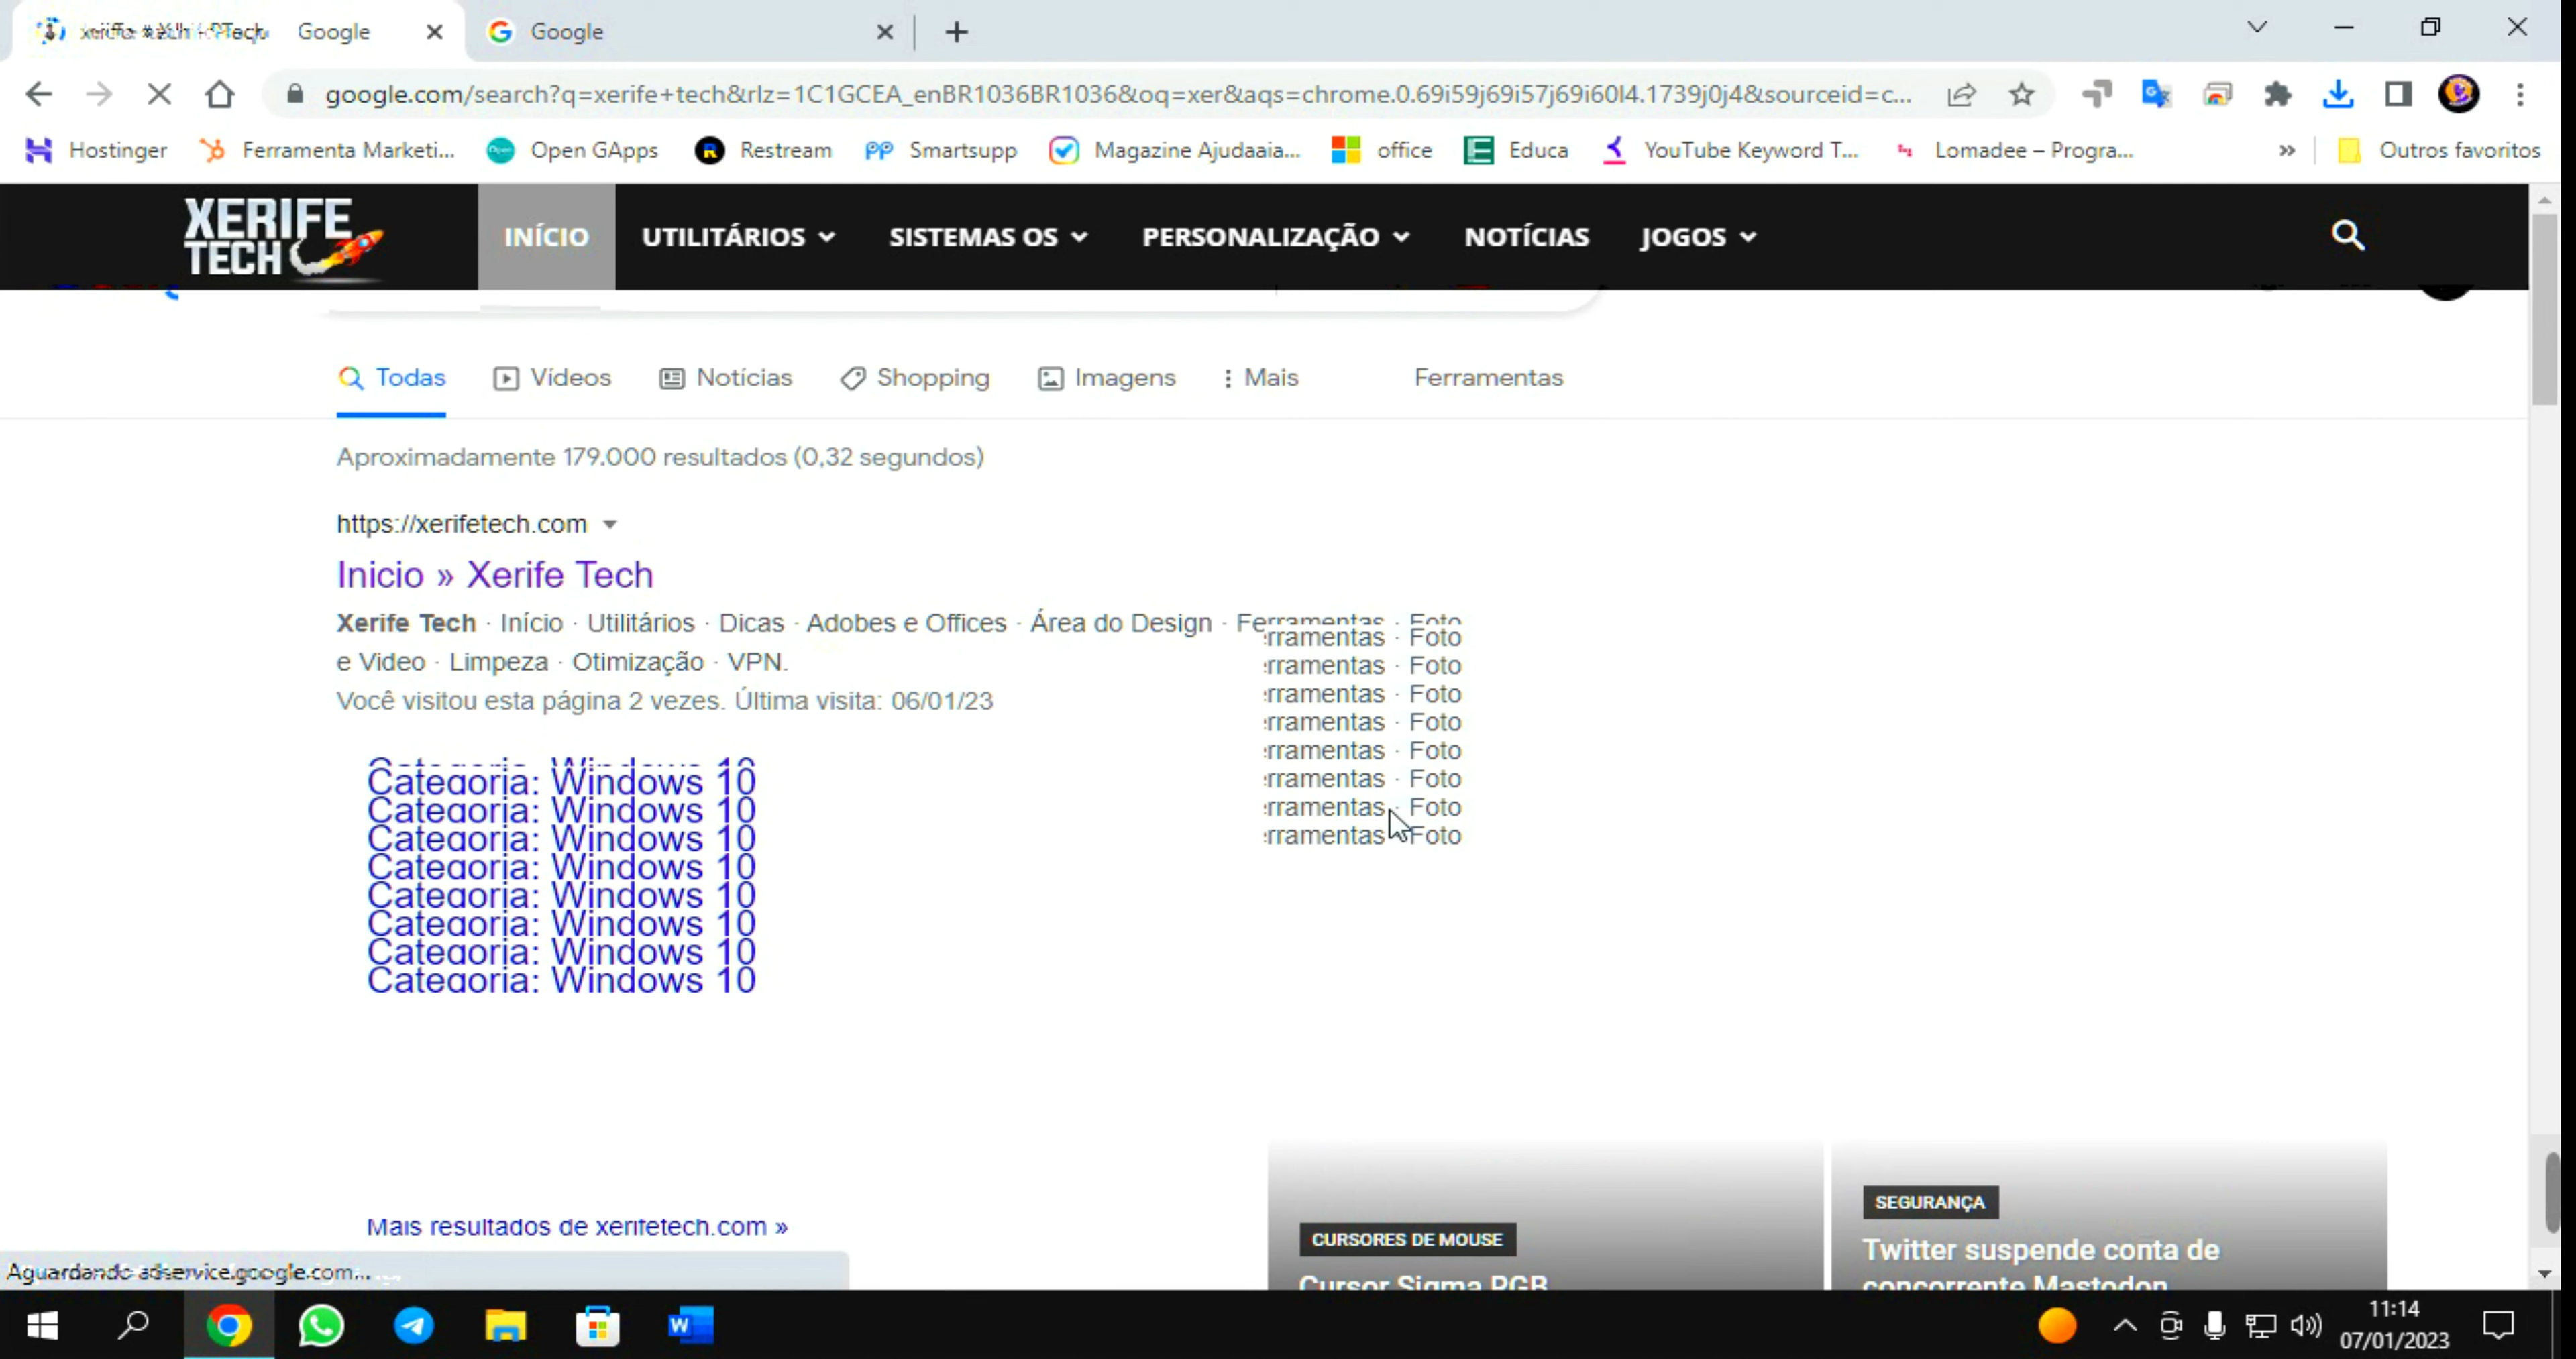 Google
Google
google.com/search?q=xerife+tech&rlz=1C1GCEA_enBR1036BR1036&oq=xer&aqs=chrome.0.69i59j69i57j69i60l4.1739j0j4&sourceid=c...
Hostinger Ferramenta Marketi... Open GApps Restream Smartsupp Magazine Ajudaaia... office Educa YouTube Keyword T... Lomadee – Progra... » Outros favoritos
XERIFE
TECH
INÍCIO UTILITÁRIOS SISTEMAS OS PERSONALIZAÇÃO NOTÍCIAS JOGOS
Todas Vídeos Notícias Shopping Imagens Mais Ferramentas
Aproximadamente 179.000 resultados (0,32 segundos)
https://xerifetech.com
Inicio » Xerife Tech
Xerife Tech · Início · Utilitários · Dicas · Adobes e Offices · Área do Design · Ferramentas · Foto
rramentas · Foto
e Video · Limpeza · Otimização · VPN.
rramentas · Foto
rramentas · Foto
Você visitou esta página 2 vezes. Última visita: 06/01/23
rramentas · Foto
rramentas · Foto
rramentas · Foto
rramentas · Foto
rramentas · Foto
Categoria: Windows 10
Categoria: Windows 10
Categoria: Windows 10
Categoria: Windows 10
Categoria: Windows 10
Categoria: Windows 10
Categoria: Windows 10
Categoria: Windows 10
Mais resultados de xerifetech.com »
CURSORES DE MOUSE
Cursor Sigma RGB
SEGURANÇA
Twitter suspende conta de
concorrente Mastodon
Aguardando adservice.google.com...
11:14
07/01/2023